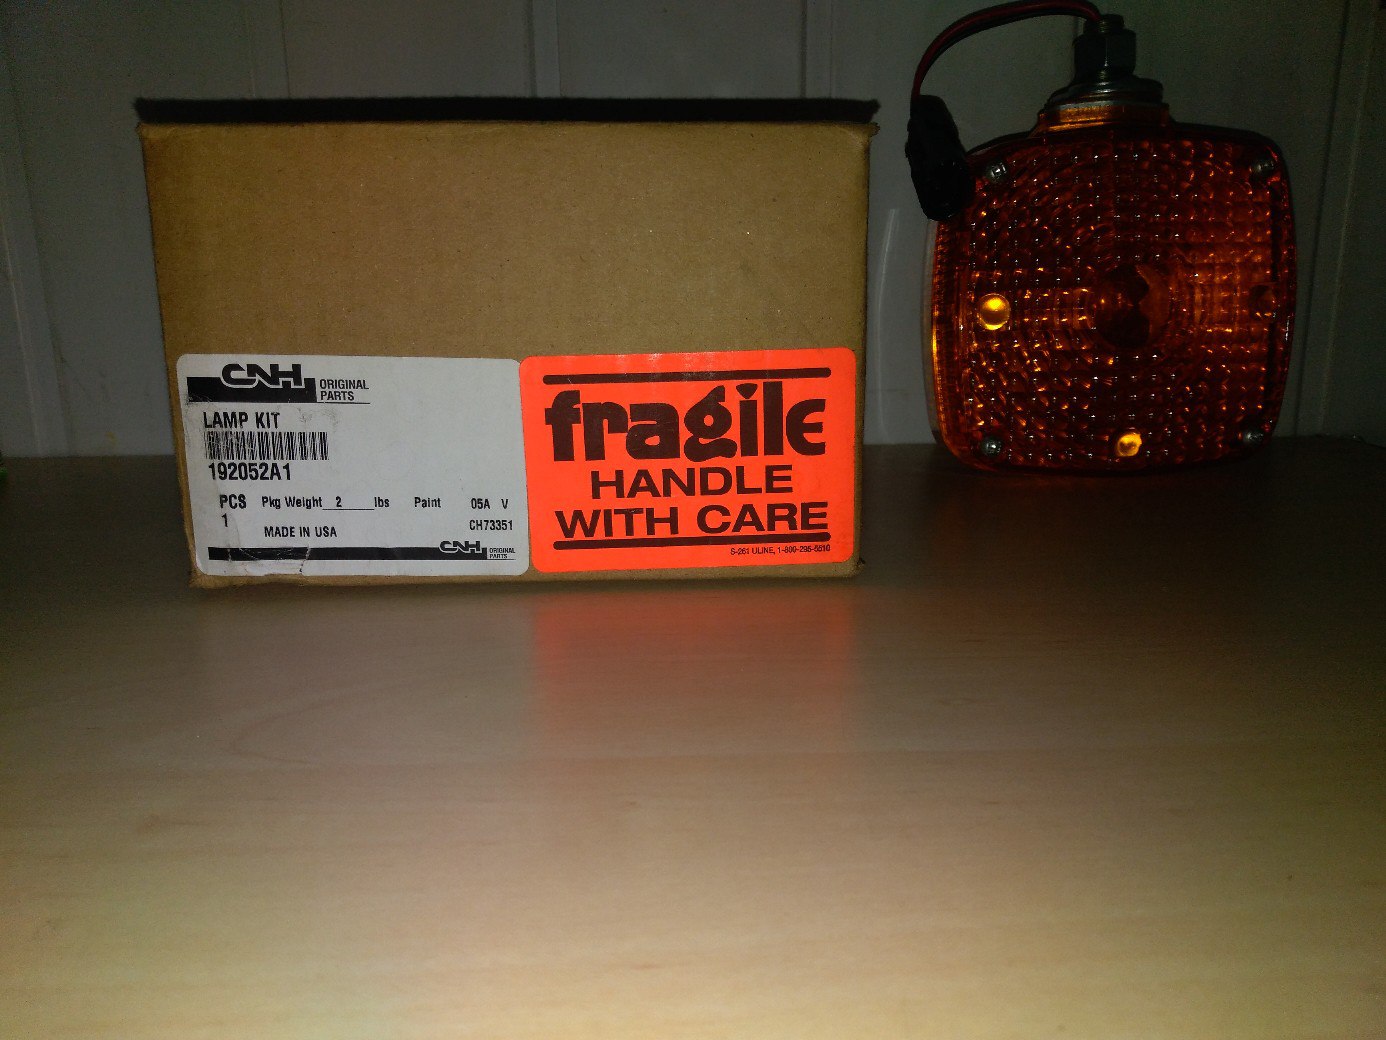 CNH ORIGINAL
PARTS
LAMP KIT
192052A1
PCS Pkg Weight 2 lbs Paint 05A V
1 MADE IN USA CH73351
CNH ORIGINAL
PARTS
fragile
HANDLE
WITH CARE
S-261 ULINE, 1-800-295-5510